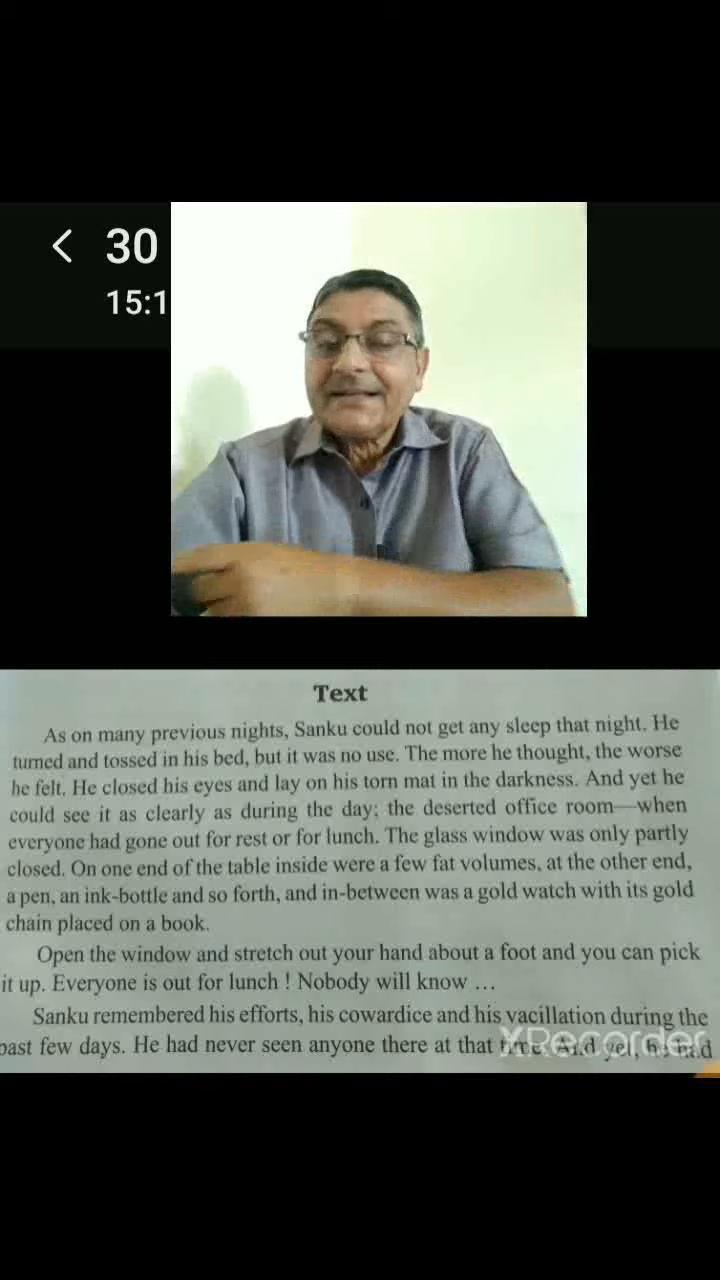 30
15:1
Text
As on many previous nights, Sanku could not get any sleep that night. He
turned and tossed in his bed, but it was no use. The more he thought, the worse
he felt. He closed his eyes and lay on his torn mat in the darkness. And yet he
could see it as clearly as during the day; the deserted office room—when
everyone had gone out for rest or for lunch. The glass window was only partly
closed. On one end of the table inside were a few fat volumes, at the other end,
a pen, an ink-bottle and so forth, and in-between was a gold watch with its gold
chain placed on a book.
Open the window and stretch out your hand about a foot and you can pick
it up. Everyone is out for lunch ! Nobody will know ...
Sanku remembered his efforts, his cowardice and his vacillation during the
past few days. He had never seen anyone there at that time. And yet, he had
XRecorder